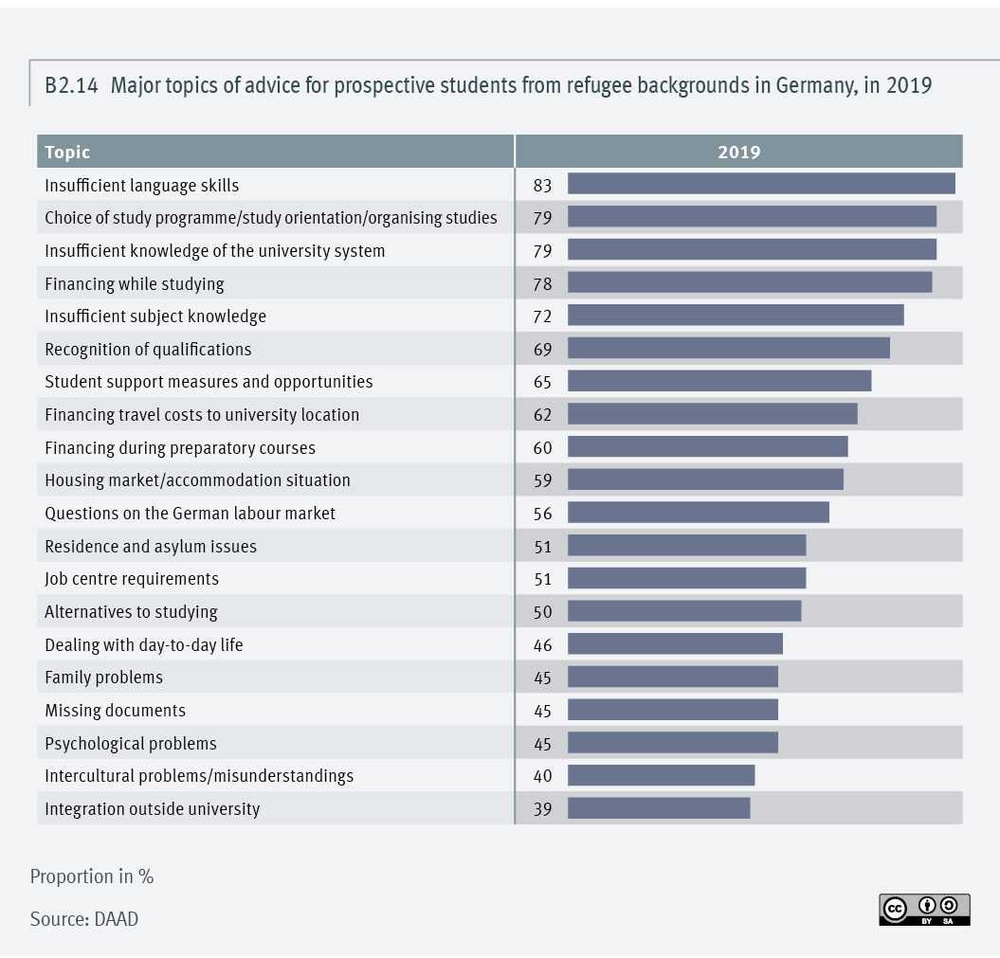 B2.14 Major topics of advice for prospective students from refugee backgrounds in Germany, in 2019
Topic 2019
Insufficient language skills 83
Choice of study programme/study orientation/organising studies 79
Insufficient knowledge of the university system 79
Financing while studying 78
Insufficient subject knowledge 72
Recognition of qualifications 69
Student support measures and opportunities 65
Financing travel costs to university location 62
Financing during preparatory courses 60
Housing market/accommodation situation 59
Questions on the German labour market 56
Residence and asylum issues 51
Job centre requirements 51
Alternatives to studying 50
Dealing with day-to-day life 46
Family problems 45
Missing documents 45
Psychological problems 45
Intercultural problems/misunderstandings 40
Integration outside university 39
Proportion in %
Source: DAAD
cc BY SA